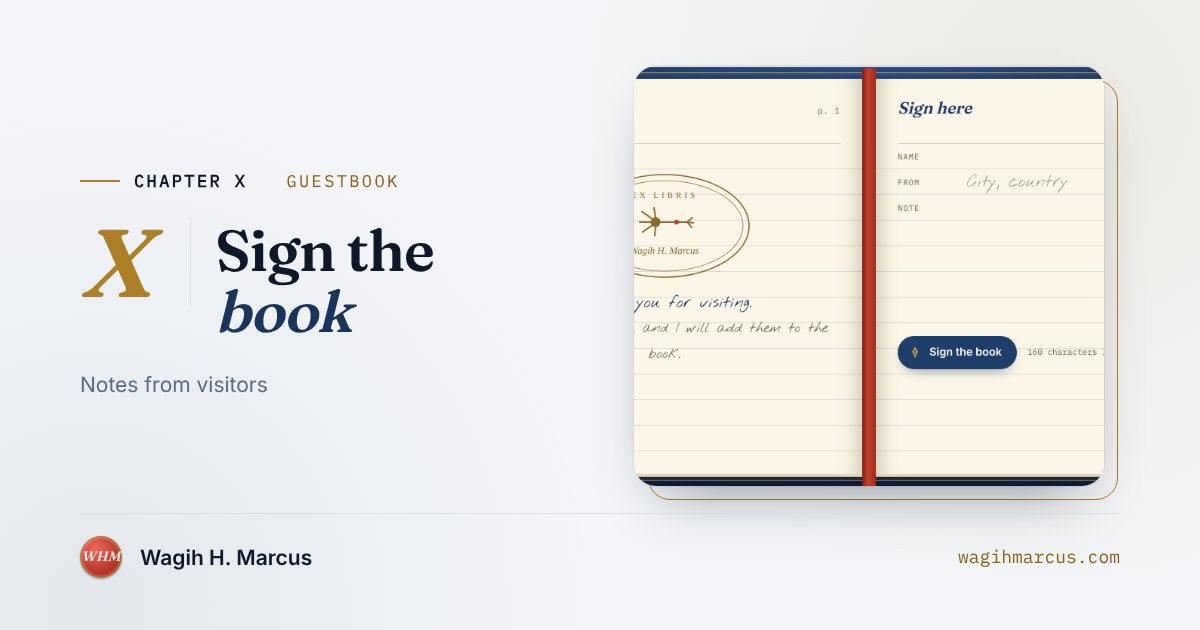 CHAPTER X GUESTBOOK
X
Sign the
book
Notes from visitors
p. 1
EX LIBRIS
Wagih H. Marcus
you for visiting.
, and I will add them to the
book.
Sign here
NAME
FROM City, country
NOTE
Sign the book
160 characters
WHM
Wagih H. Marcus
wagihmarcus.com